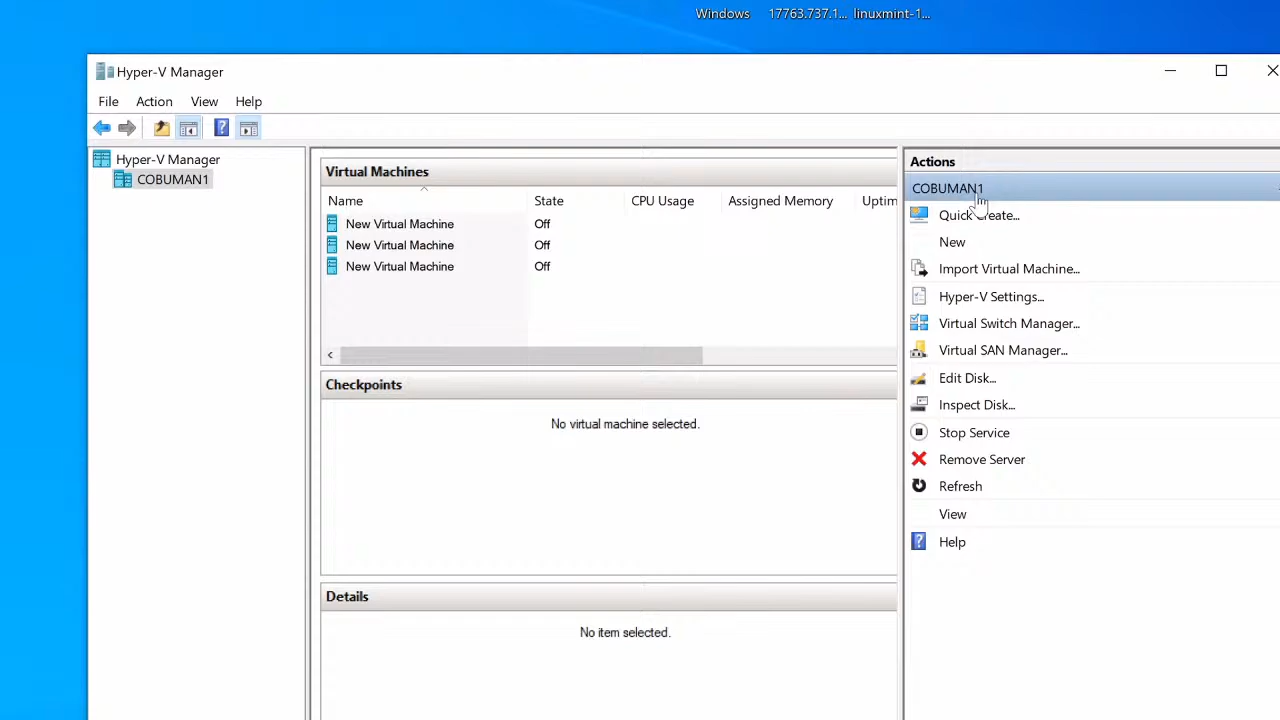 Windows 17763.737.1... linuxmint-1...
Hyper-V Manager
File Action View Help
Hyper-V Manager
COBUMAN1
Virtual Machines
Name State CPU Usage Assigned Memory Uptim
New Virtual Machine Off
New Virtual Machine Off
New Virtual Machine Off
Checkpoints
No virtual machine selected.
Details
No item selected.
Actions
COBUMAN1
Quick Create...
New
Import Virtual Machine...
Hyper-V Settings...
Virtual Switch Manager...
Virtual SAN Manager...
Edit Disk...
Inspect Disk...
Stop Service
Remove Server
Refresh
View
Help